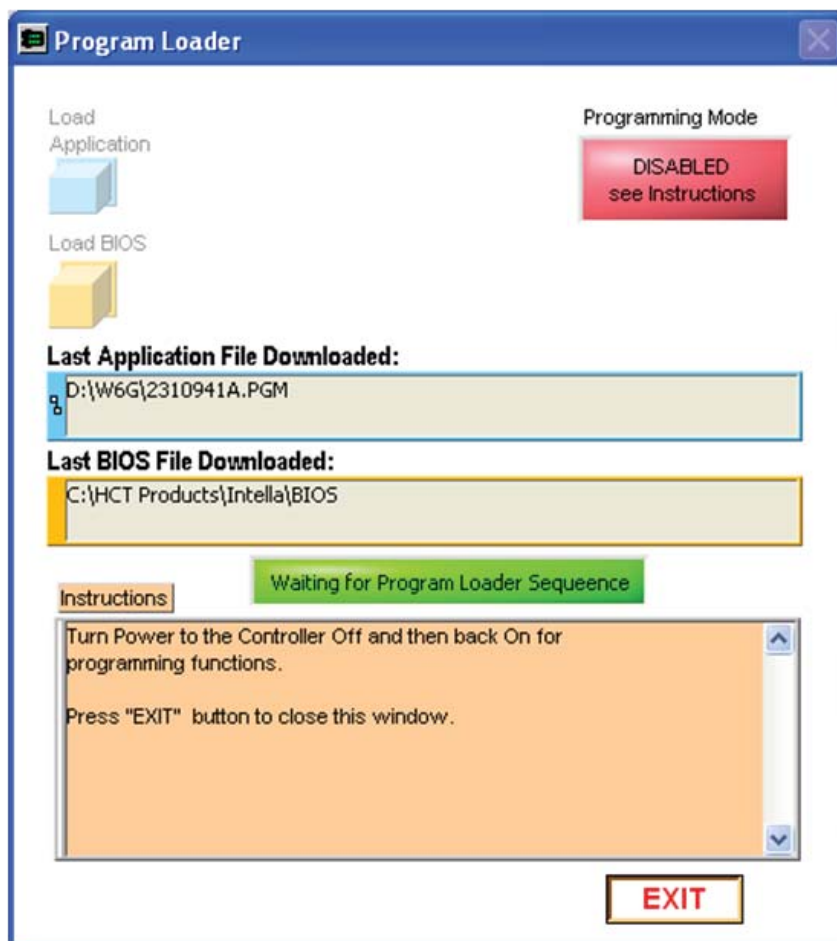 Program Loader
Load
Application
Programming Mode
DISABLED
see Instructions
Load BIOS
Last Application File Downloaded:
D:\W6G\2310941A.PGM
Last BIOS File Downloaded:
C:\HCT Products\Intella\BIOS
Waiting for Program Loader Sequeence
Instructions
Turn Power to the Controller Off and then back On for
programming functions.
Press "EXIT" button to close this window.
EXIT